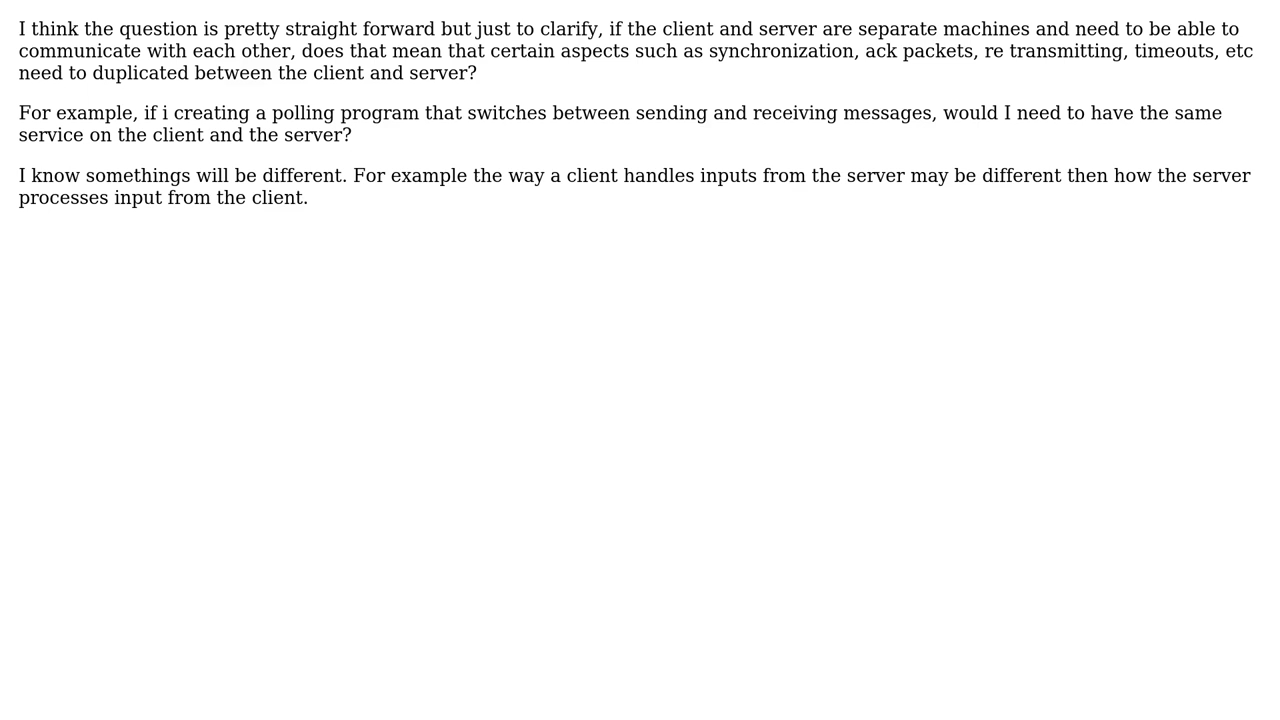 I think the question is pretty straight forward but just to clarify, if the client and server are separate machines and need to be able to
communicate with each other, does that mean that certain aspects such as synchronization, ack packets, re transmitting, timeouts, etc
need to duplicated between the client and server?
For example, if i creating a polling program that switches between sending and receiving messages, would I need to have the same
service on the client and the server?
I know somethings will be different. For example the way a client handles inputs from the server may be different then how the server
processes input from the client.